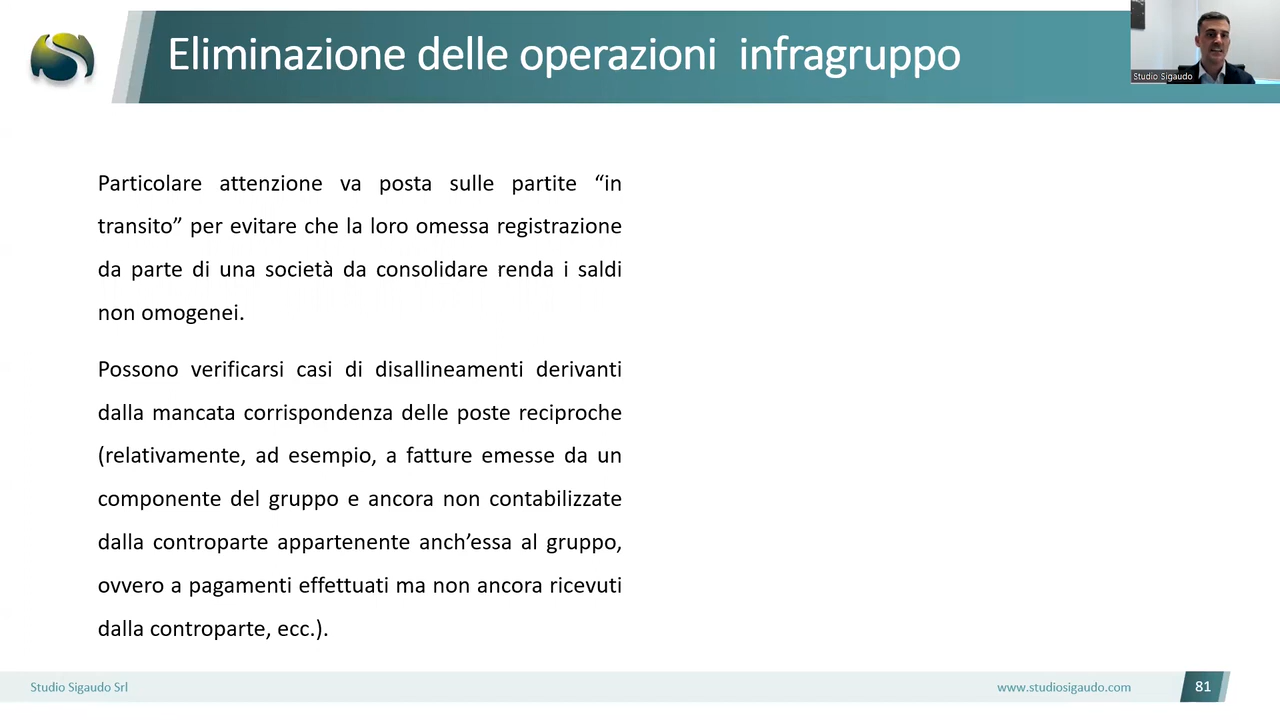 Eliminazione delle operazioni infragruppo
Studio Sigaudo
Particolare attenzione va posta sulle partite “in
transito” per evitare che la loro omessa registrazione
da parte di una società da consolidare renda i saldi
non omogenei.
Possono verificarsi casi di disallineamenti derivanti
dalla mancata corrispondenza delle poste reciproche
(relativamente, ad esempio, a fatture emesse da un
componente del gruppo e ancora non contabilizzate
dalla controparte appartenente anch’essa al gruppo,
ovvero a pagamenti effettuati ma non ancora ricevuti
dalla controparte, ecc.).
Studio Sigaudo Srl
www.studiosigaudo.com
81